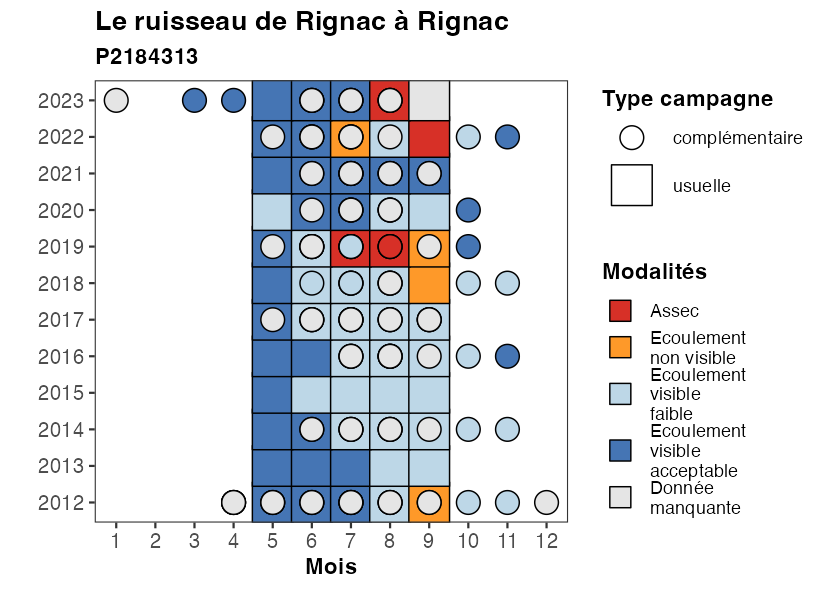 Le ruisseau de Rignac à Rignac
P2184313
2023
2022
2021
2020
2019
2018
2017
2016
2015
2014
2013
2012
1 2 3 4 5 6 7 8 9 10 11 12
Mois
Type campagne
complémentaire
usuelle
Modalités
Assec
Ecoulement
non visible
Ecoulement
visible
faible
Ecoulement
visible
acceptable
Donnée
manquante